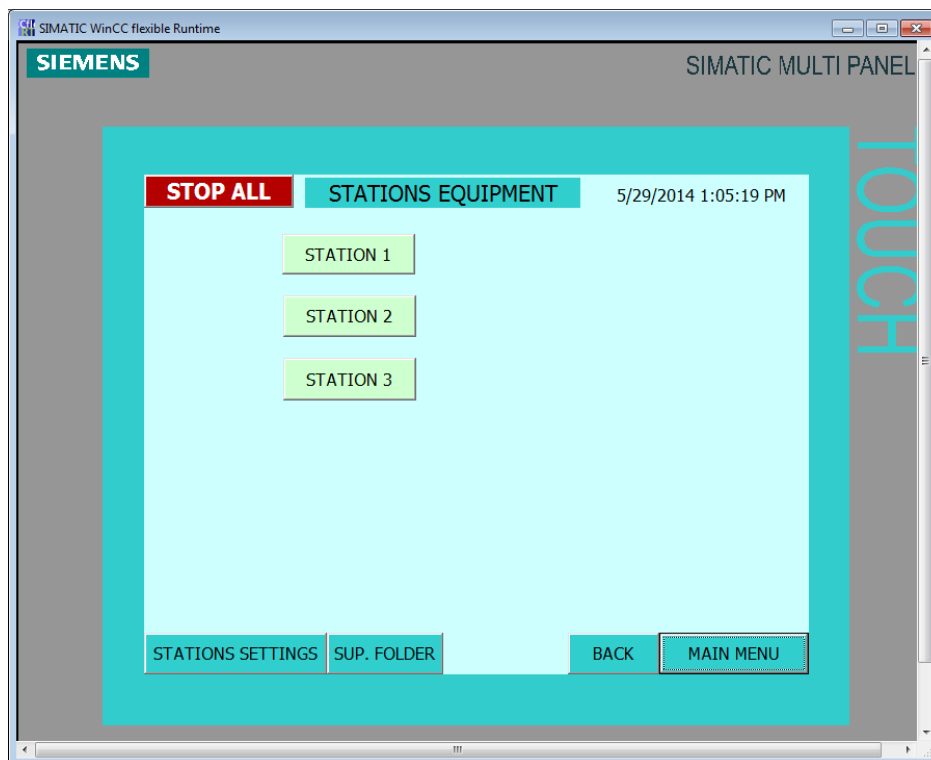 SIMATIC WinCC flexible Runtime
SIEMENS
SIMATIC MULTI PANEL
TOUCH
STOP ALL STATIONS EQUIPMENT 5/29/2014 1:05:19 PM
STATION 1
STATION 2
STATION 3
STATIONS SETTINGS SUP. FOLDER BACK MAIN MENU